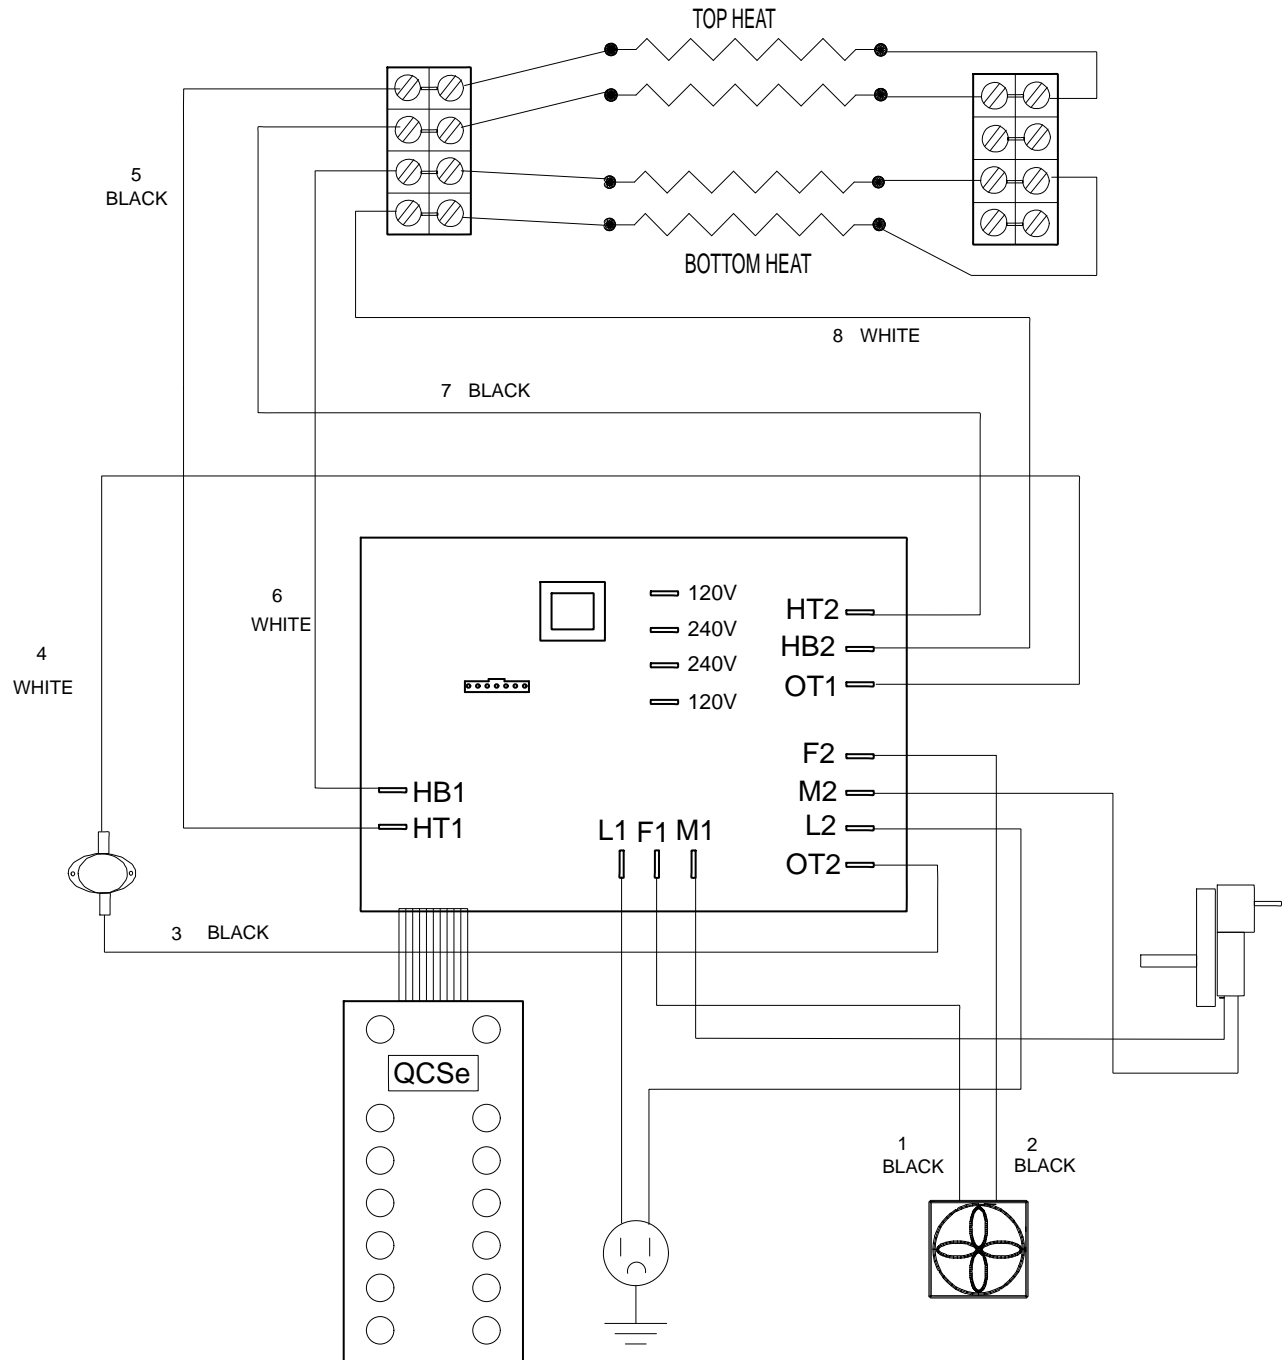 TOP HEAT
5
BLACK
BOTTOM HEAT
8 WHITE
7 BLACK
6
WHITE
4
WHITE
120V
240V
240V
120V
HT2
HB2
OT1
F2
M2
L2
OT2
HB1
HT1
L1 F1 M1
3 BLACK
QCSe
1
BLACK
2
BLACK